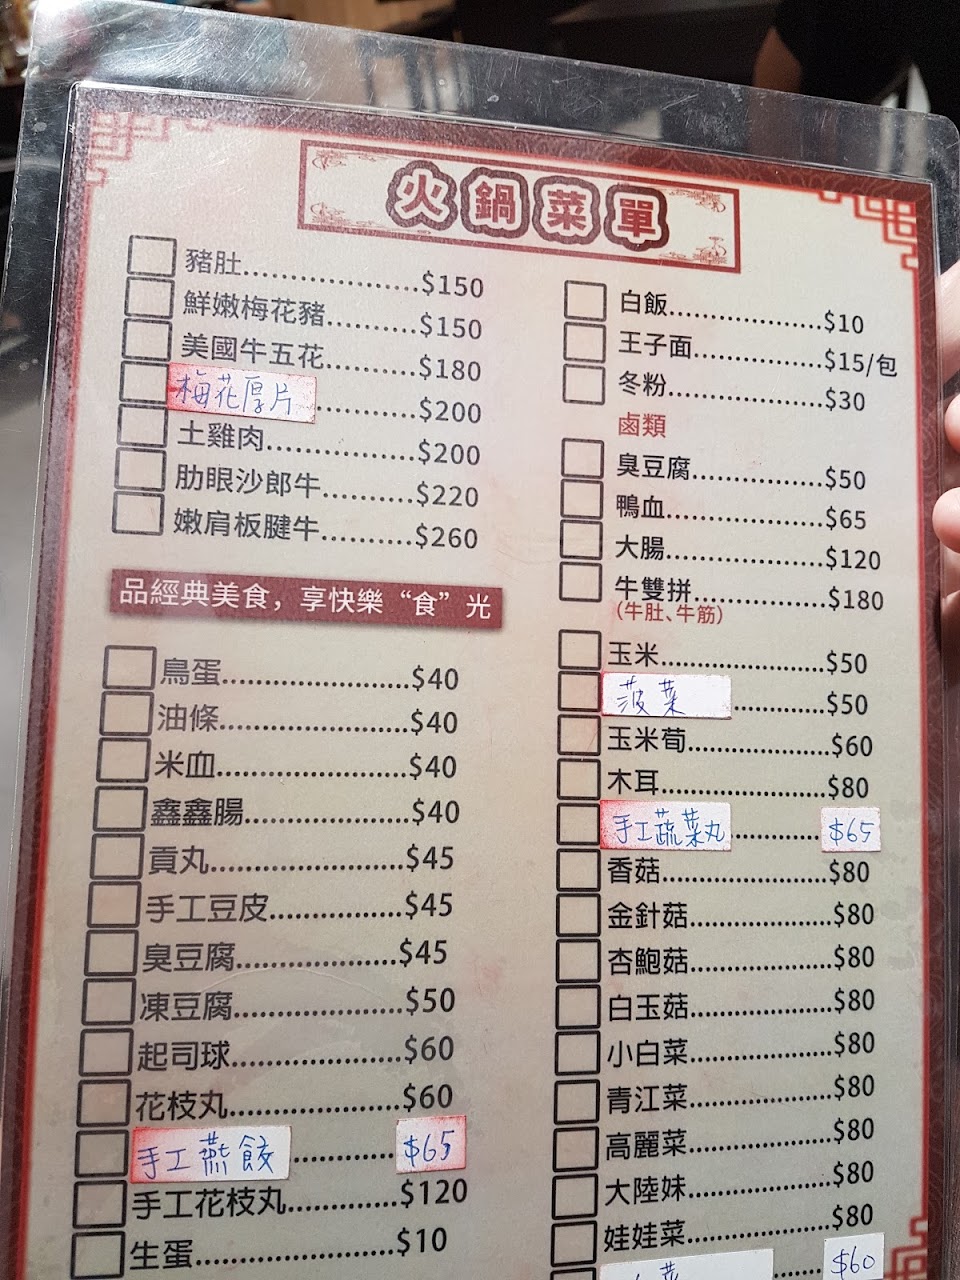 火鍋菜單
豬肚..................$150
鮮嫩梅花豬..........$150
美國牛五花..........$180
梅花厚片...........$200
土雞肉................$200
肋眼沙郎牛..........$220
嫩肩板腱牛..........$260
品經典美食，享快樂“食”光
鳥蛋........................$40
油條........................$40
米血........................$40
鑫鑫腸.....................$40
貢丸........................$45
手工豆皮..................$45
臭豆腐.....................$45
凍豆腐.....................$50
起司球.....................$60
花枝丸.....................$60
手工燕餃............$65
手工花枝丸..............$120
生蛋........................$10
白飯...................$10
王子面................$15/包
冬粉...................$30
鹵類
臭豆腐................$50
鴨血...................$65
大腸...................$120
牛雙拼................$180
(牛肚、牛筋)
玉米...................$50
菠菜...........$50
玉米荀................$60
木耳...................$80
手工蔬菜丸...........$65
香菇...................$80
金針菇................$80
杏鮑菇................$80
白玉菇................$80
小白菜................$80
青江菜................$80
高麗菜................$80
大陸妹................$80
娃娃菜................$80
......$60